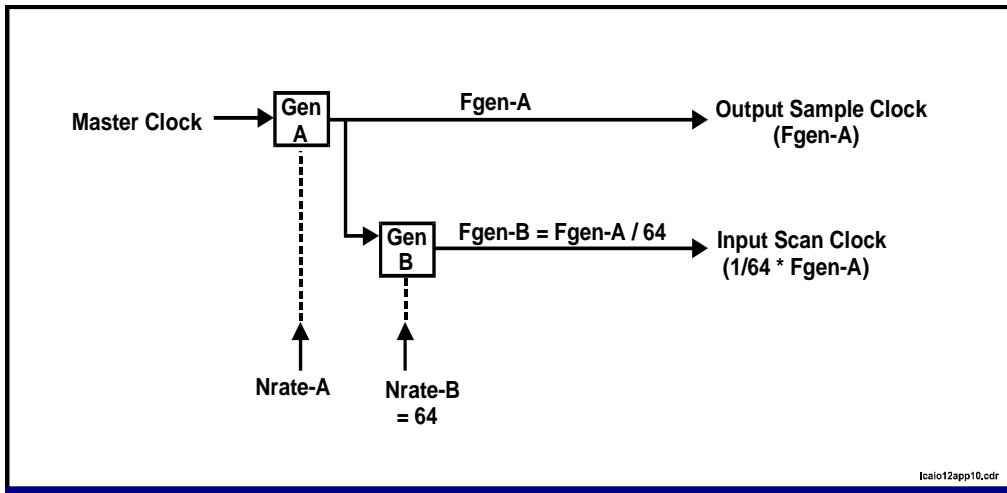 Master Clock
Gen
A
Fgen-A
Output Sample Clock
(Fgen-A)
Gen
B
Fgen-B = Fgen-A / 64
Input Scan Clock
(1/64 * Fgen-A)
Nrate-A
Nrate-B
= 64
lcaio12app10.cdr